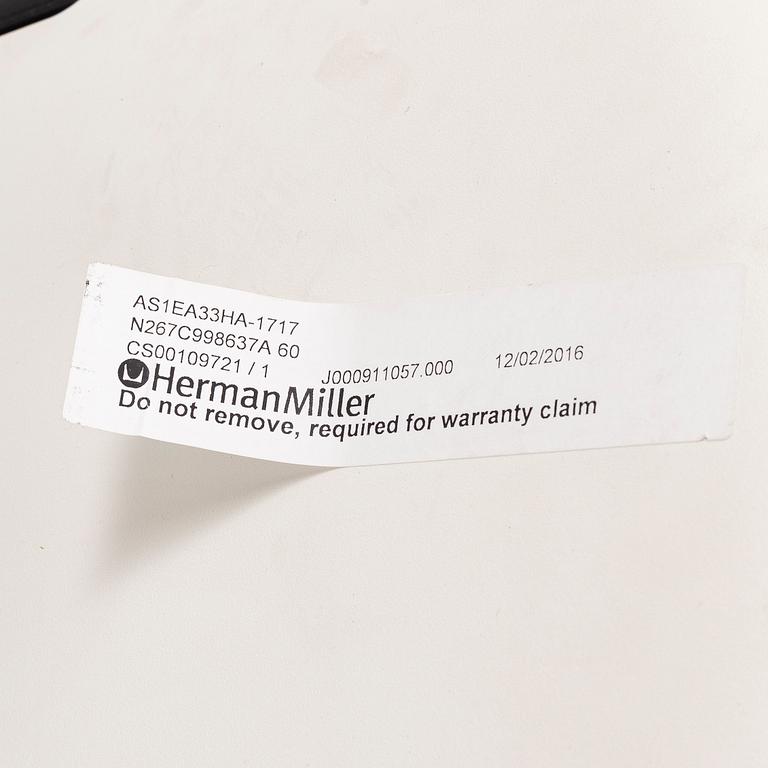 AS1EA33HA-1717
N267C998637A 60
CS00109721 / 1 J000911057.000 12/02/2016
HermanMiller
Do not remove, required for warranty claim